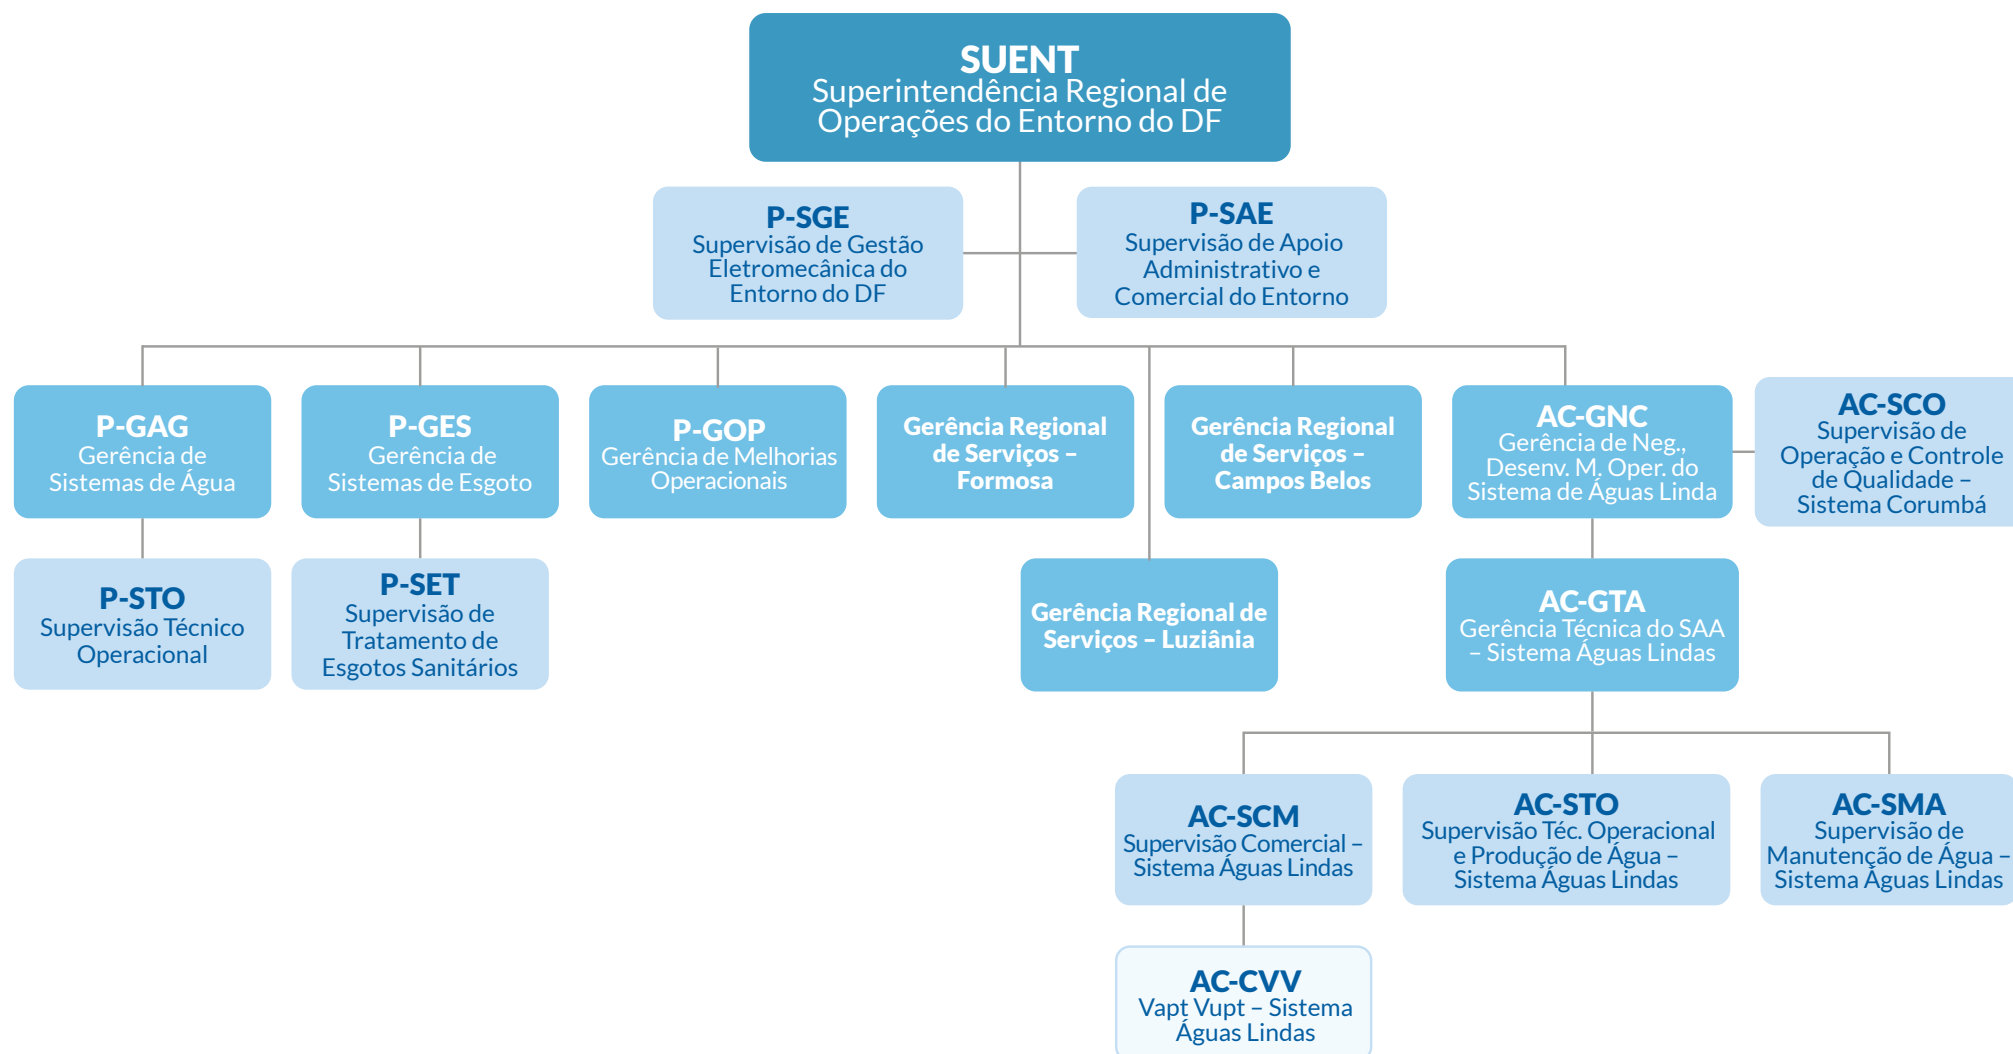 SUENT
Superintendência Regional de
Operações do Entorno do DF
P-SGE
Supervisão de Gestão
Eletromecânica do
Entorno do DF
P-SAE
Supervisão de Apoio
Administrativo e
Comercial do Entorno
P-GAG
Gerência de
Sistemas de Água
P-GES
Gerência de
Sistemas de Esgoto
P-GOP
Gerência de Melhorias
Operacionais
Gerência Regional
de Serviços –
Formosa
Gerência Regional
de Serviços –
Campos Belos
AC-GNC
Gerência de Neg.,
Desenv. M. Oper. do
Sistema de Águas Linda
AC-SCO
Supervisão de
Operação e Controle
de Qualidade –
Sistema Corumbá
P-STO
Supervisão Técnico
Operacional
P-SET
Supervisão de
Tratamento de
Esgotos Sanitários
Gerência Regional de
Serviços – Luziânia
AC-GTA
Gerência Técnica do SAA
– Sistema Águas Lindas
AC-SCM
Supervisão Comercial –
Sistema Águas Lindas
AC-STO
Supervisão Téc. Operacional
e Produção de Água –
Sistema Águas Lindas
AC-SMA
Supervisão de
Manutenção de Água –
Sistema Águas Lindas
AC-CVV
Vapt Vupt – Sistema
Águas Lindas